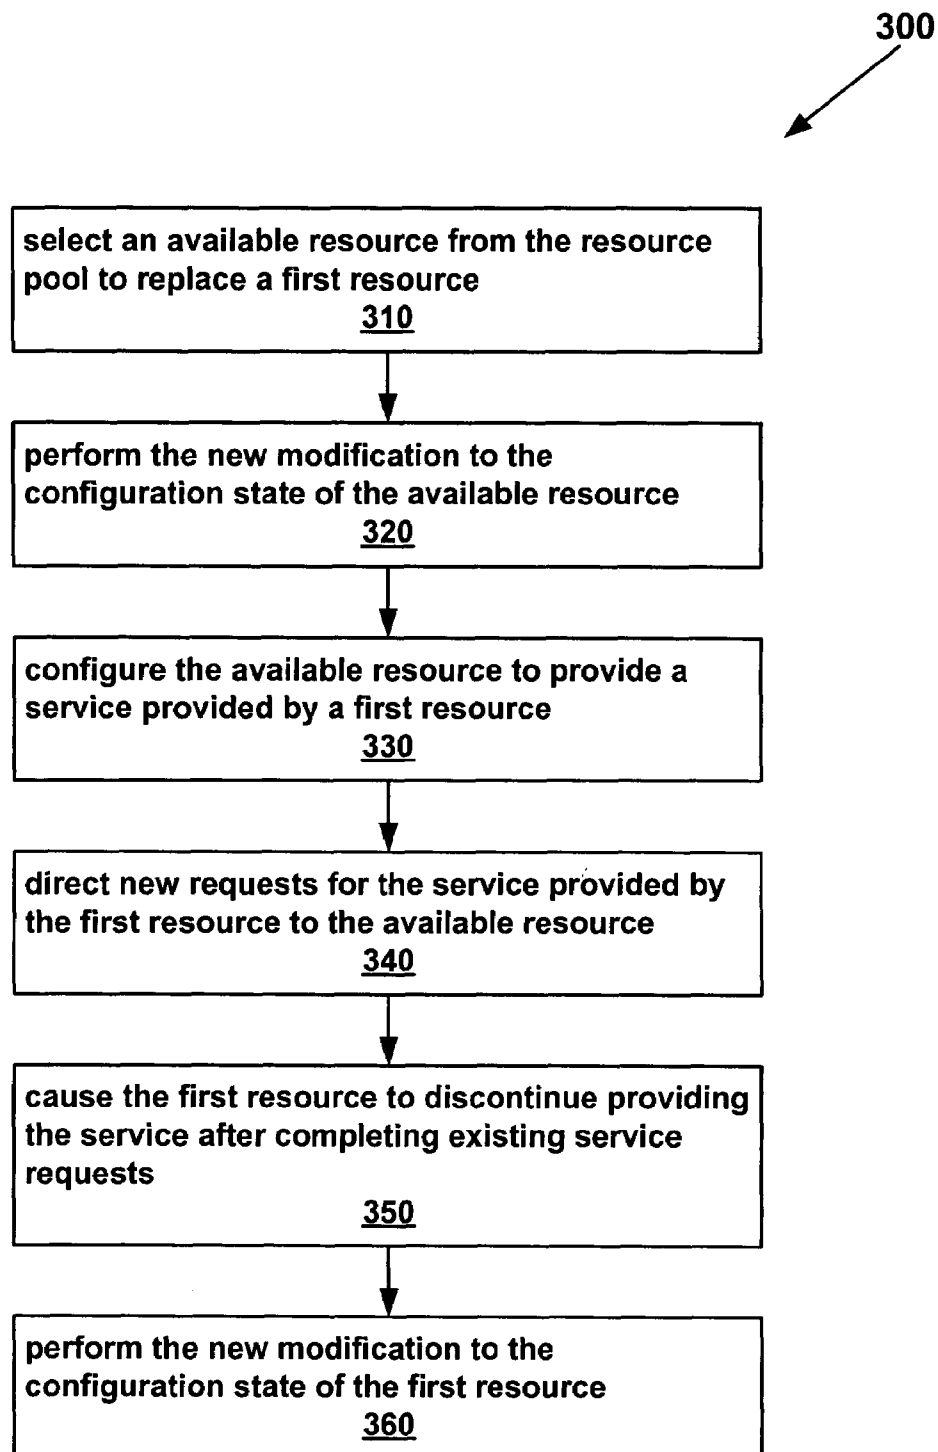 300
select an available resource from the resource
pool to replace a first resource
310
perform the new modification to the
configuration state of the available resource
320
configure the available resource to provide a
service provided by a first resource
330
direct new requests for the service provided by
the first resource to the available resource
340
cause the first resource to discontinue providing
the service after completing existing service
requests
350
perform the new modification to the
configuration state of the first resource
360